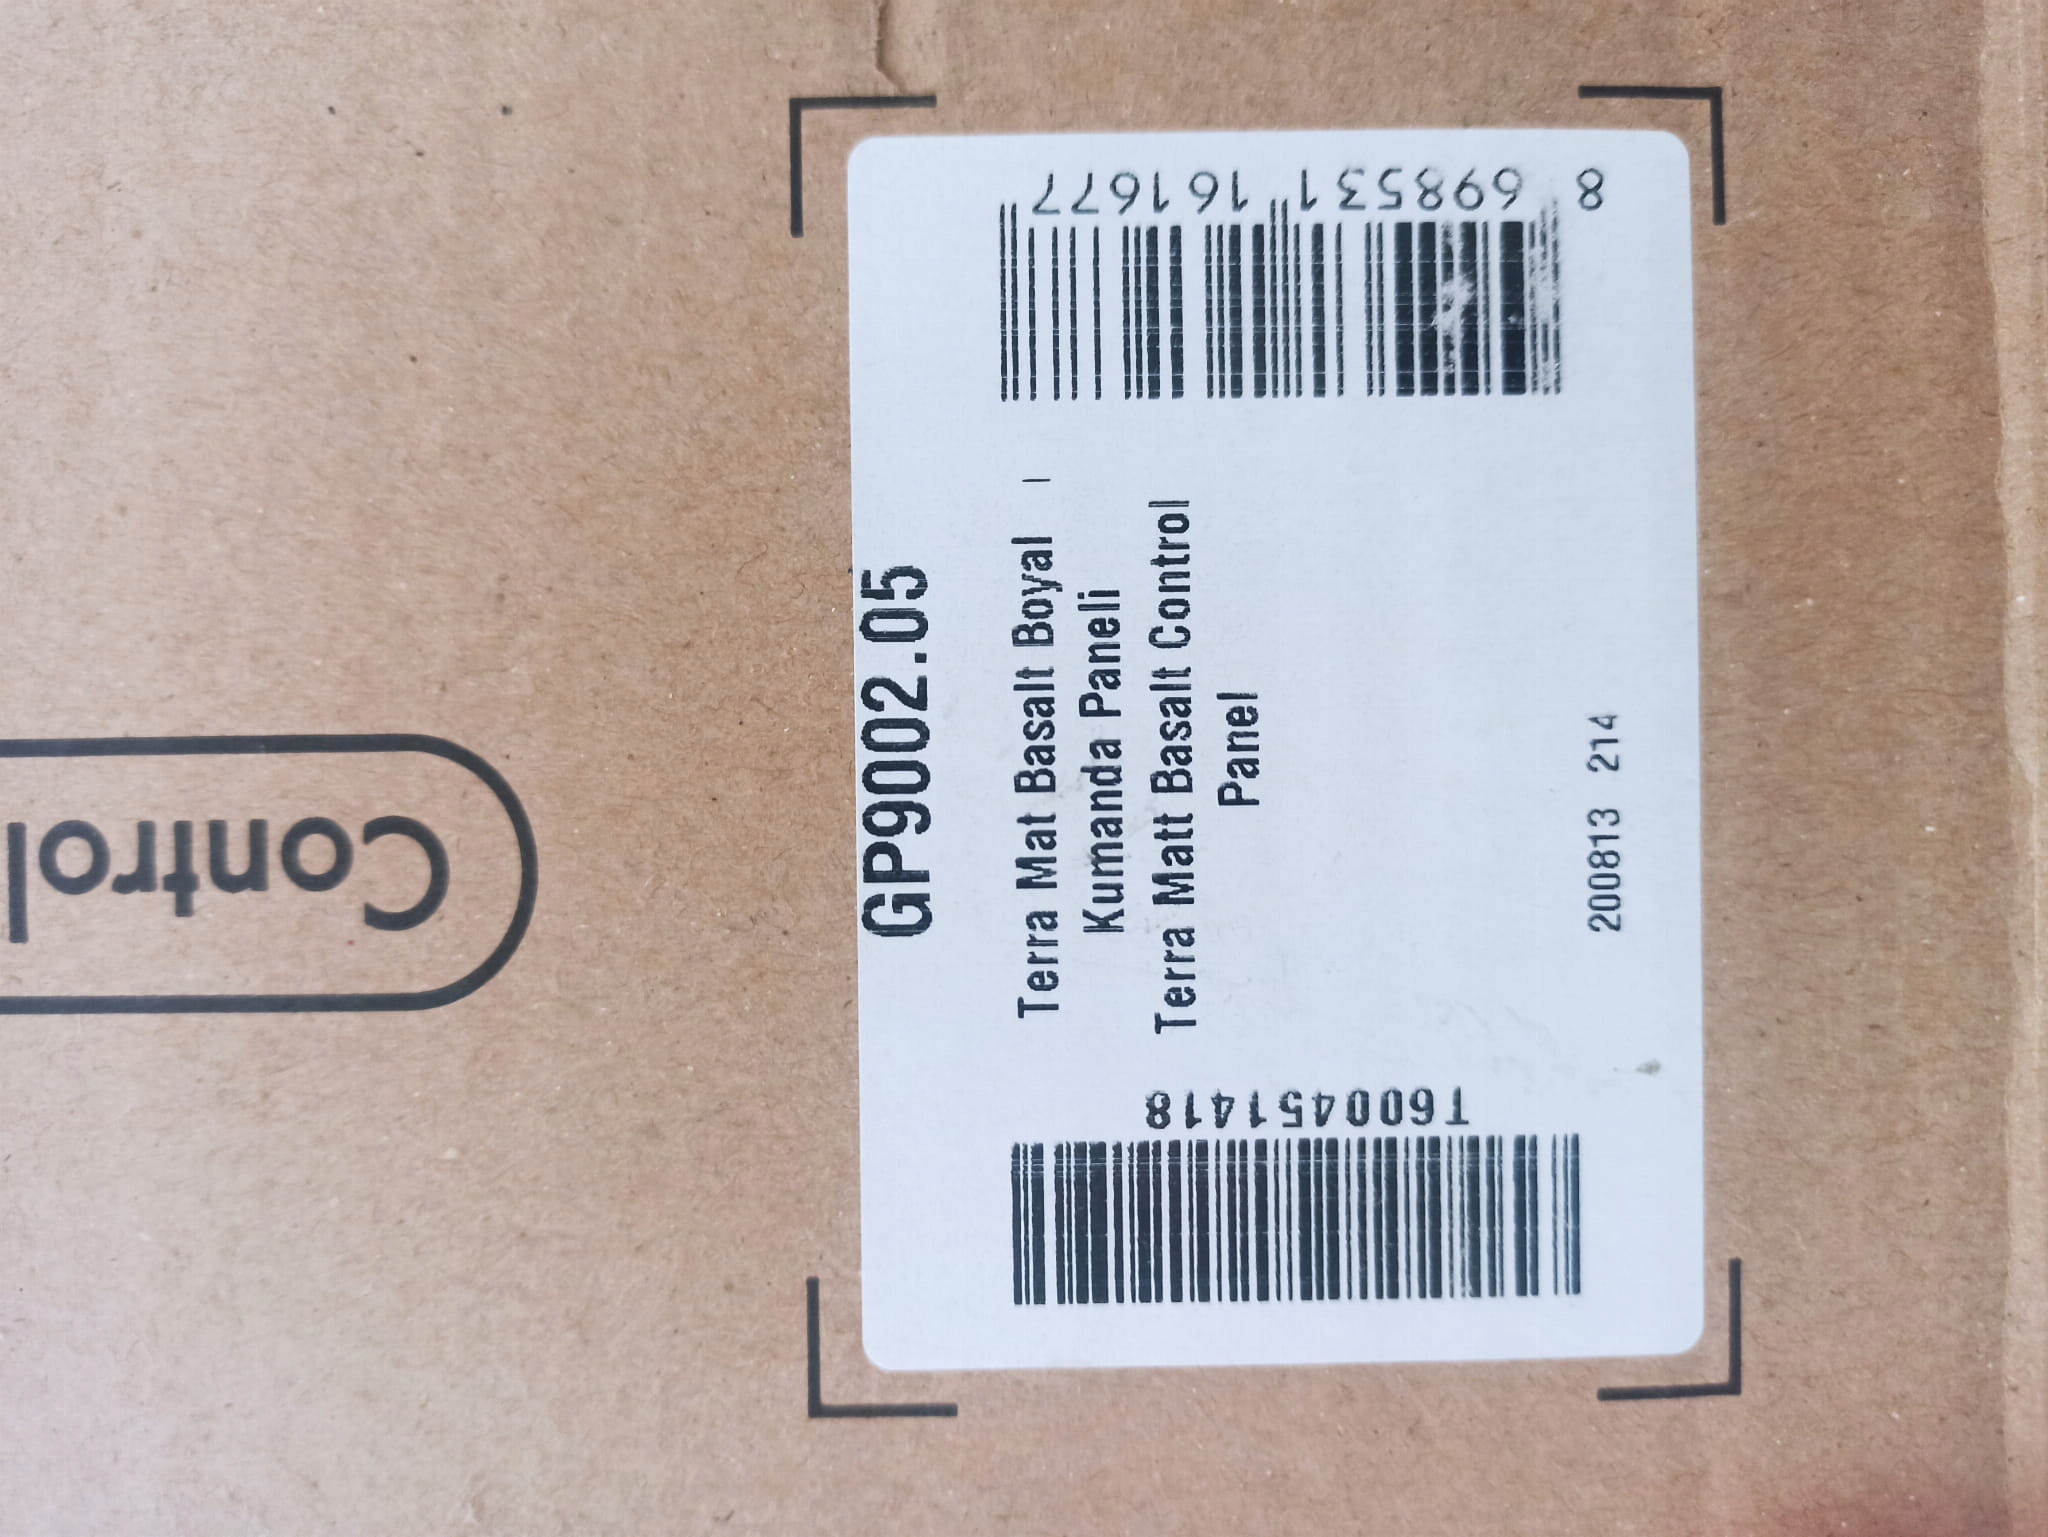 Control
GP9002.05
Terra Mat Basalt Boyal ı
Kumanda Paneli
Terra Matt Basalt Control
Panel
200813 214
8 698531 161677
T600451418